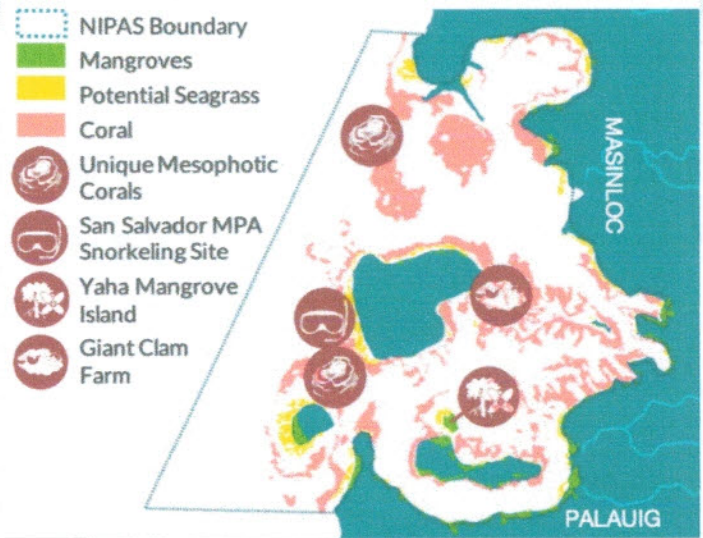 NIPAS Boundary
Mangroves
Potential Seagrass
Coral
Unique Mesophotic
Corals
San Salvador MPA
Snorkeling Site
Yaha Mangrove
Island
Giant Clam
Farm
MASINLOC
PALAUIG